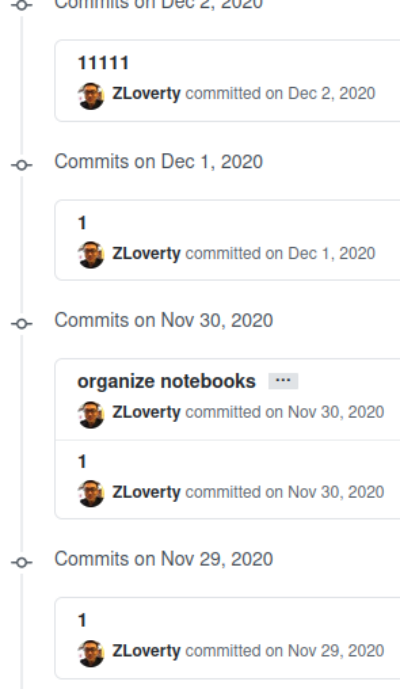 Commits on Dec 2, 2020
11111
ZLoverty committed on Dec 2, 2020
Commits on Dec 1, 2020
1
ZLoverty committed on Dec 1, 2020
Commits on Nov 30, 2020
organize notebooks ...
ZLoverty committed on Nov 30, 2020
1
ZLoverty committed on Nov 30, 2020
Commits on Nov 29, 2020
1
ZLoverty committed on Nov 29, 2020